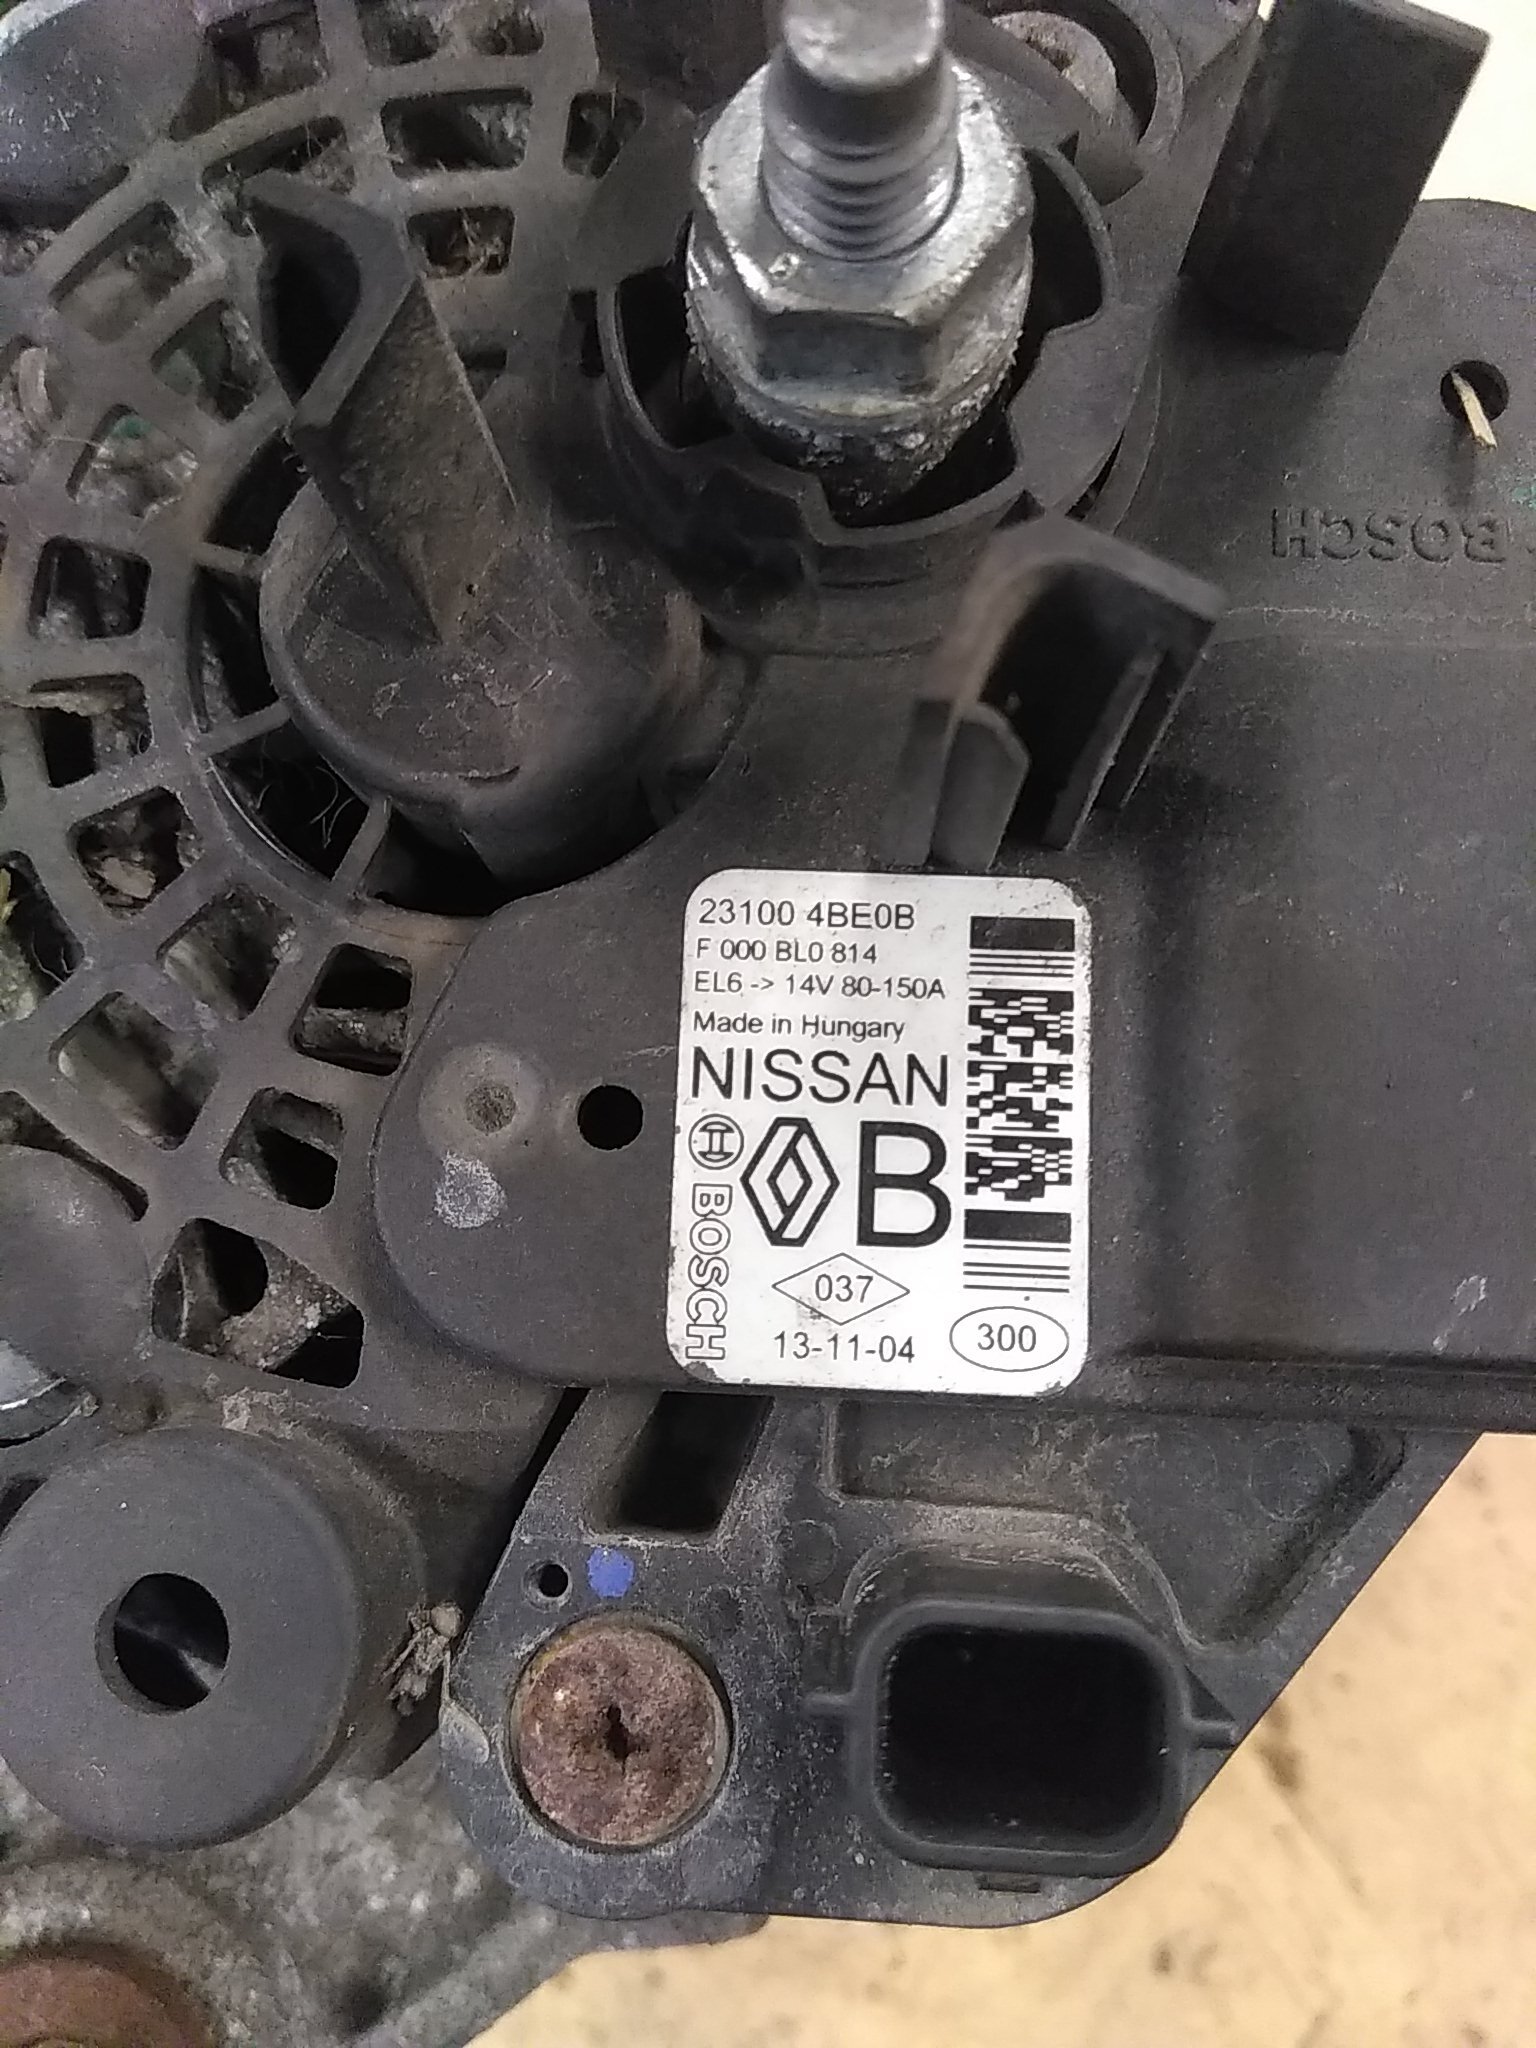 BOSCH
23100 4BE0B
F 000 BL0 814
EL6 -> 14V 80-150A
Made in Hungary
NISSAN
BOSCH
B
037
13-11-04
300